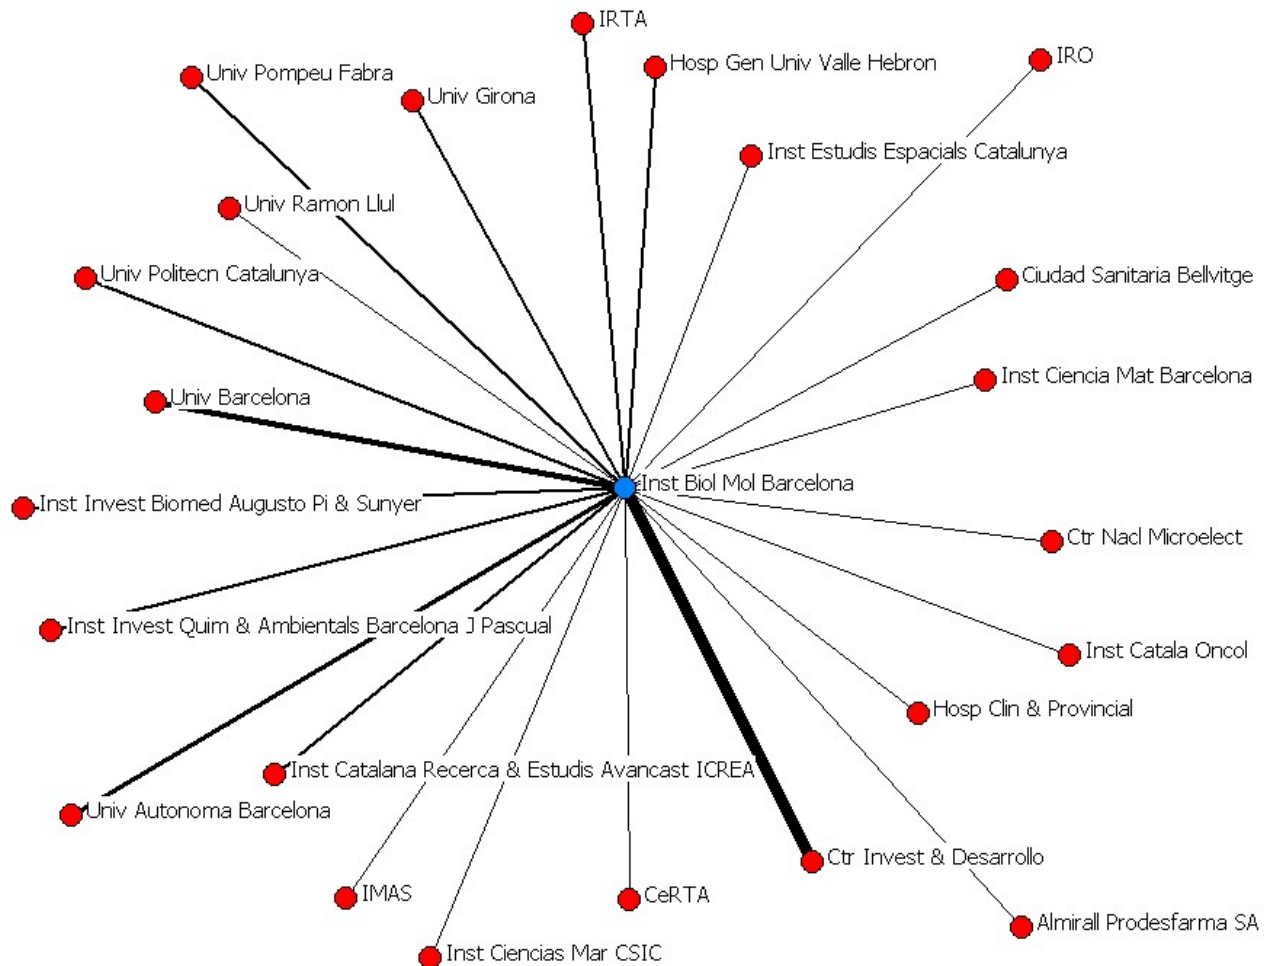 IRTA
IRO
Hosp Gen Univ Valle Hebron
Univ Pompeu Fabra
Univ Girona
Inst Estudis Espacials Catalunya
Univ Ramon Llul
Univ Politecn Catalunya
Ciudad Sanitaria Bellvitge
Inst Ciencia Mat Barcelona
Univ Barcelona
Inst Biol Mol Barcelona
Inst Invest Biomed Augusto Pi & Sunyer
Ctr Nacl Microelect
Inst Invest Quim & Ambientals Barcelona J Pascual
Inst Catala Oncol
Hosp Clin & Provincial
Inst Catalana Recerca & Estudis Avancast ICREA
Univ Autonoma Barcelona
Ctr Invest & Desarrollo
IMAS
CeRTA
Almirall Prodesfarma SA
Inst Ciencias Mar CSIC